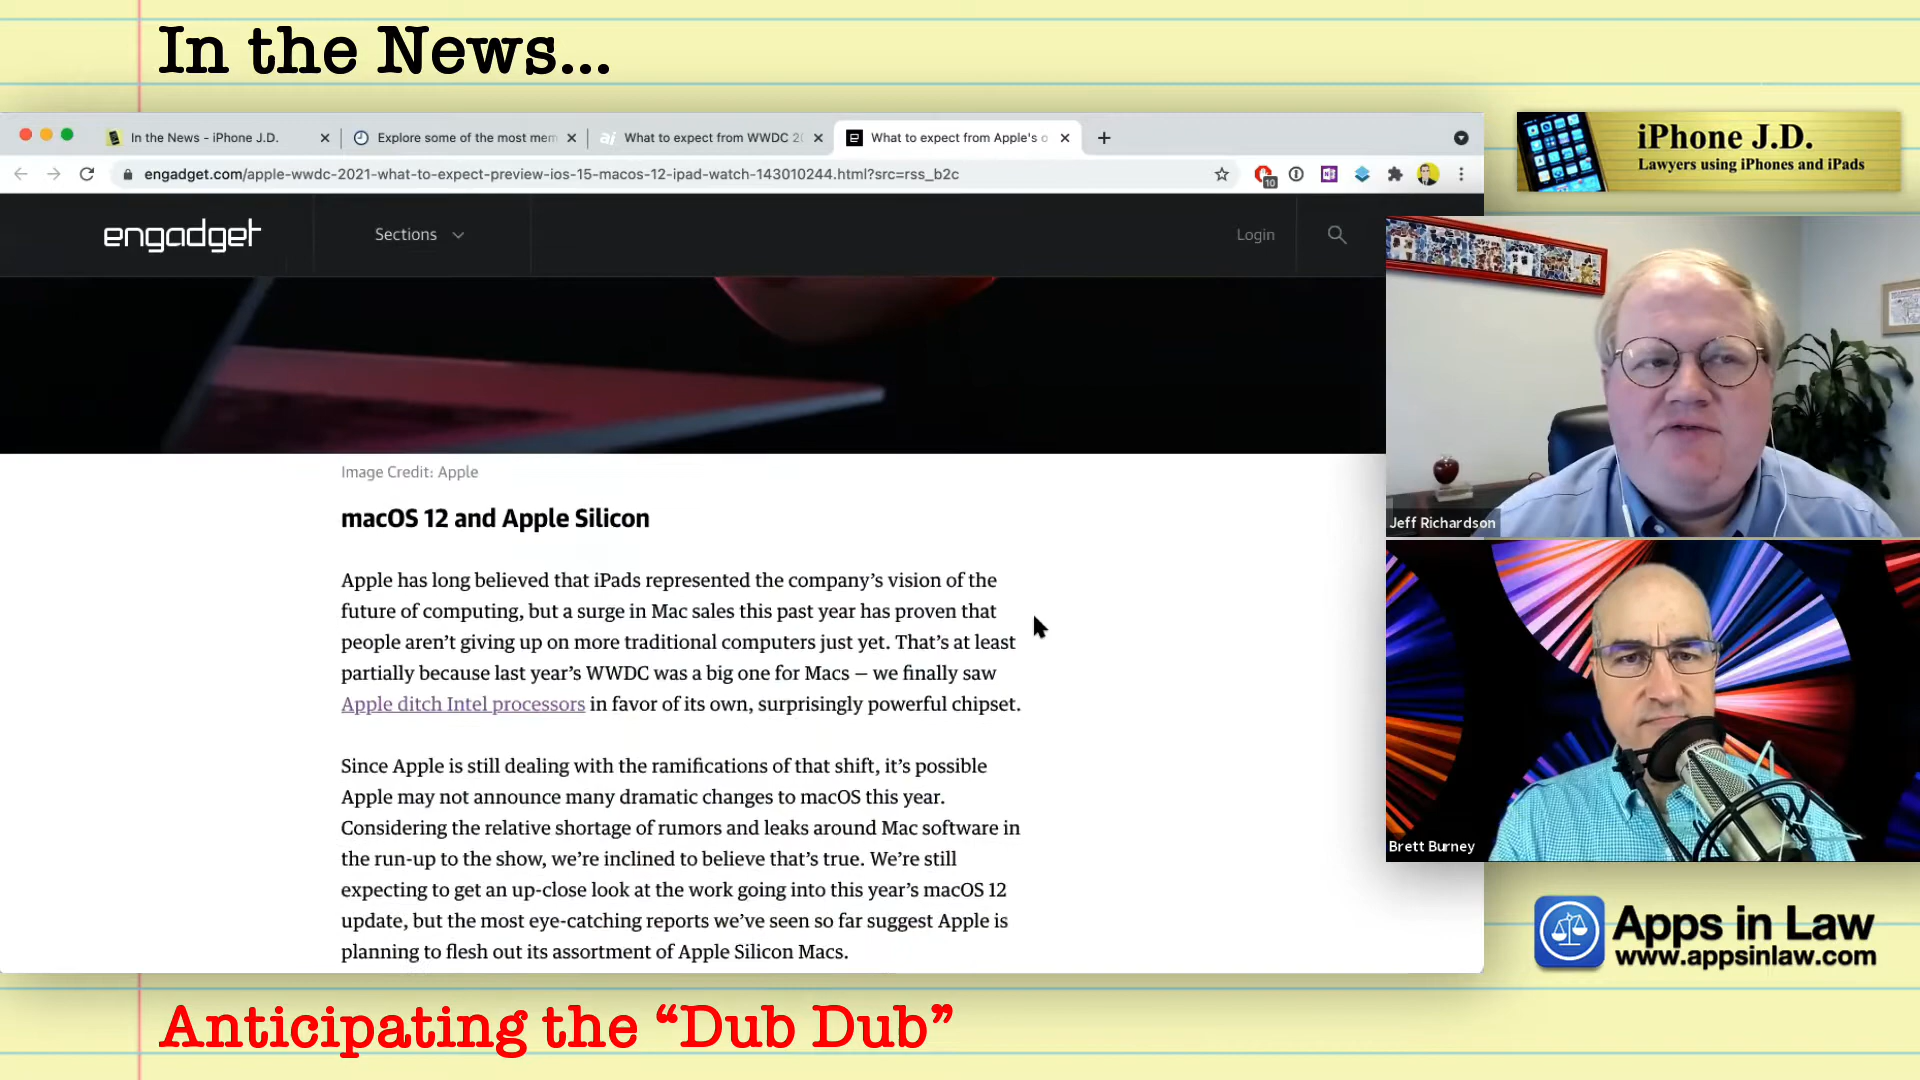 In the News...
In the News - iPhone J.D.
Explore some of the most mem
What to expect from WWDC 20
What to expect from Apple's o
engadget.com/apple-wwdc-2021-what-to-expect-preview-ios-15-macos-12-ipad-watch-143010244.html?src=rss_b2c
10
iPhone J.D.
Lawyers using iPhones and iPads
engadget
Sections
Login
Image Credit: Apple
macOS 12 and Apple Silicon
Apple has long believed that iPads represented the company’s vision of the
future of computing, but a surge in Mac sales this past year has proven that
people aren’t giving up on more traditional computers just yet. That’s at least
partially because last year’s WWDC was a big one for Macs — we finally saw
Apple ditch Intel processors in favor of its own, surprisingly powerful chipset.
Since Apple is still dealing with the ramifications of that shift, it’s possible
Apple may not announce many dramatic changes to macOS this year.
Considering the relative shortage of rumors and leaks around Mac software in
the run-up to the show, we’re inclined to believe that’s true. We’re still
expecting to get an up-close look at the work going into this year’s macOS 12
update, but the most eye-catching reports we’ve seen so far suggest Apple is
planning to flesh out its assortment of Apple Silicon Macs.
Jeff Richardson
Brett Burney
Apps in Law
www.appsinlaw.com
Anticipating the “Dub Dub”